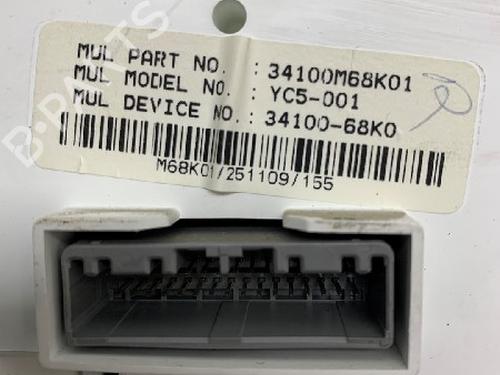 MUL PART NO. : 34100M68K01
MUL MODEL NO. : YC5-001
MUL DEVICE NO.: 34100-68K0
M68K01/251109/155
B-PARTS